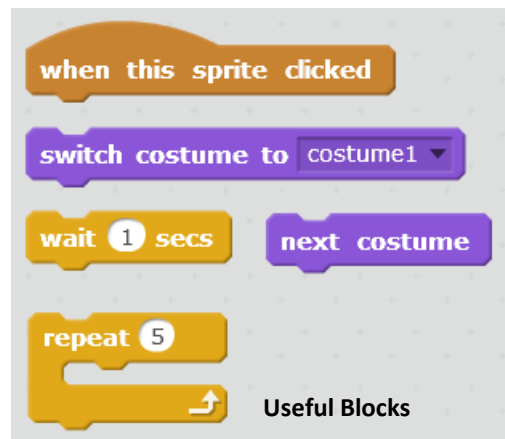 when this sprite clicked
switch costume to costume1
wait 1 secs
next costume
repeat 5
Useful Blocks